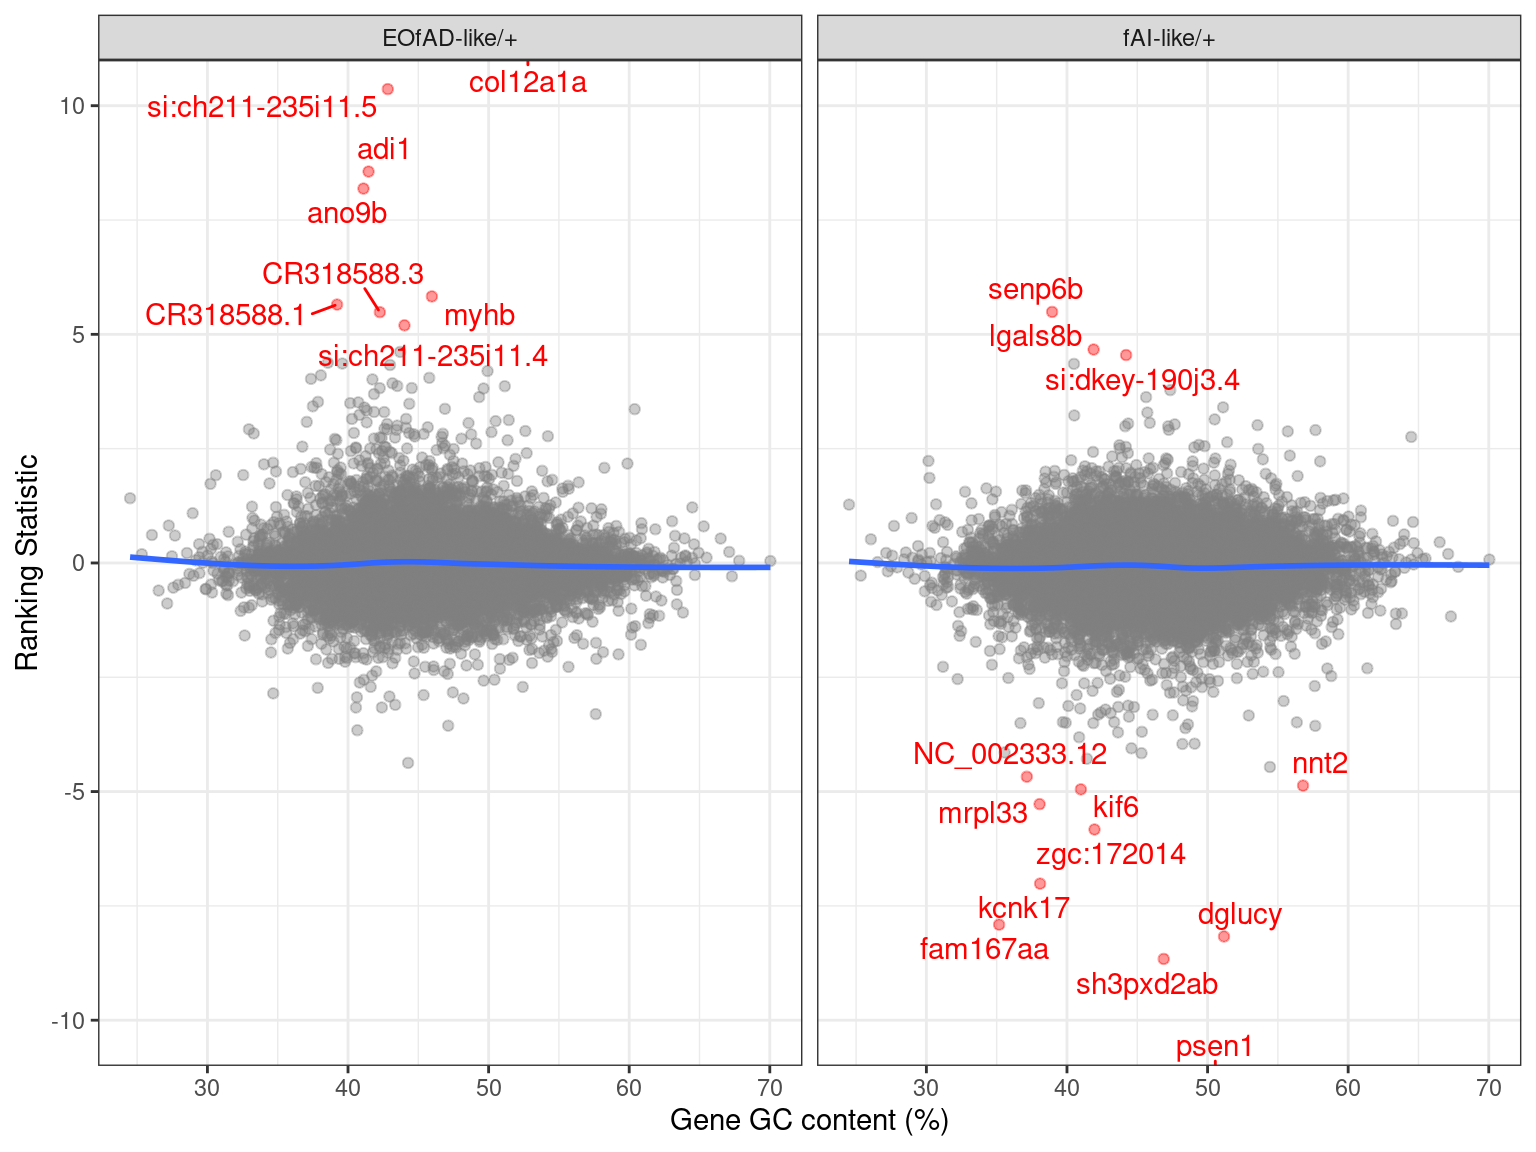 EOfAD-like/+
fAI-like/+
col12a1a
si:ch211-235i11.5
adi1
ano9b
CR318588.3
CR318588.1
myhb
si:ch211-235i11.4
senp6b
lgals8b
si:dkey-190j3.4
NC_002333.12
nnt2
mrpl33
kif6
zgc:172014
kcnk17
dglucy
fam167aa
sh3pxd2ab
psen1
10
5
0
-5
-10
Ranking Statistic
30 40 50 60 70
30 40 50 60 70
Gene GC content (%)